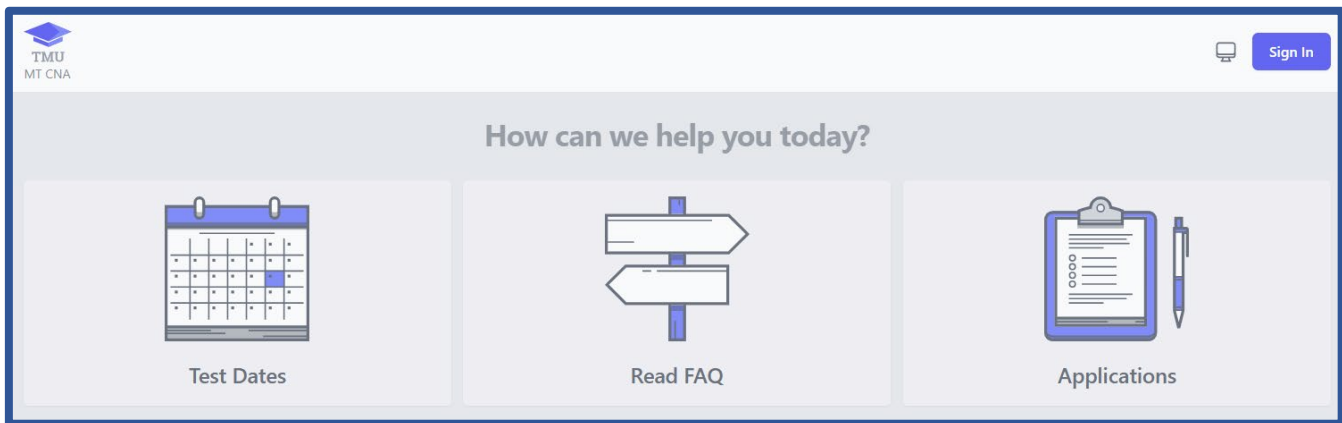 TMU
MT CNA
Sign In
How can we help you today?
Test Dates
Read FAQ
Applications